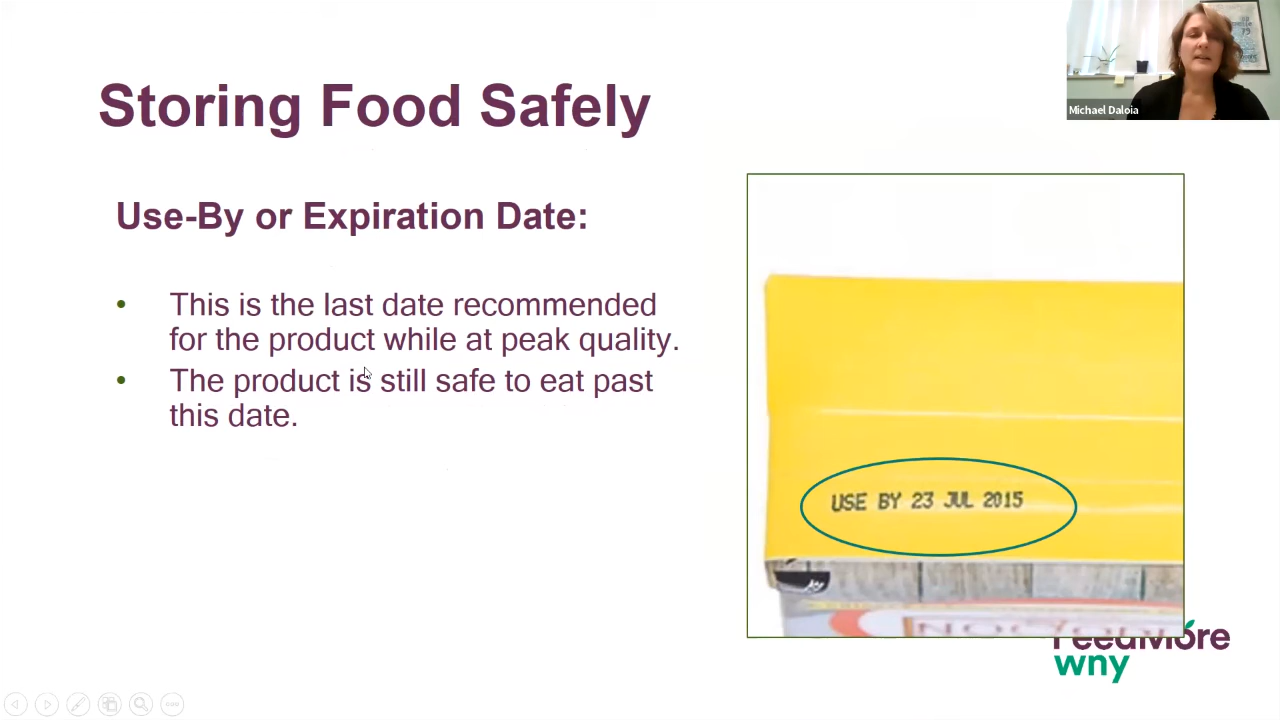 Storing Food Safely
Michael Daloia
Use-By or Expiration Date:
• This is the last date recommended
for the product while at peak quality.
• The product is still safe to eat past
this date.
USE BY 23 JUL 2015
FeedMore
wny